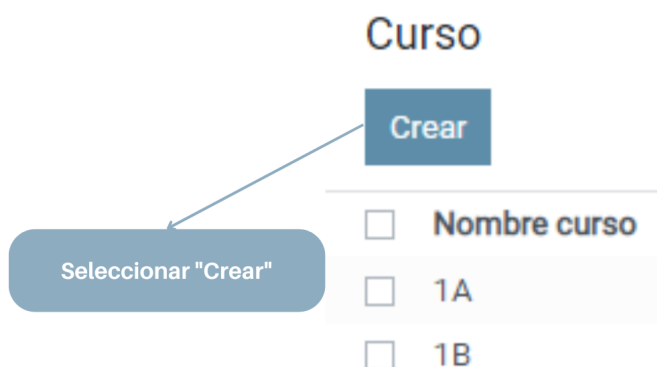 Curso
Crear
Seleccionar "Crear"
Nombre curso
1A
1B